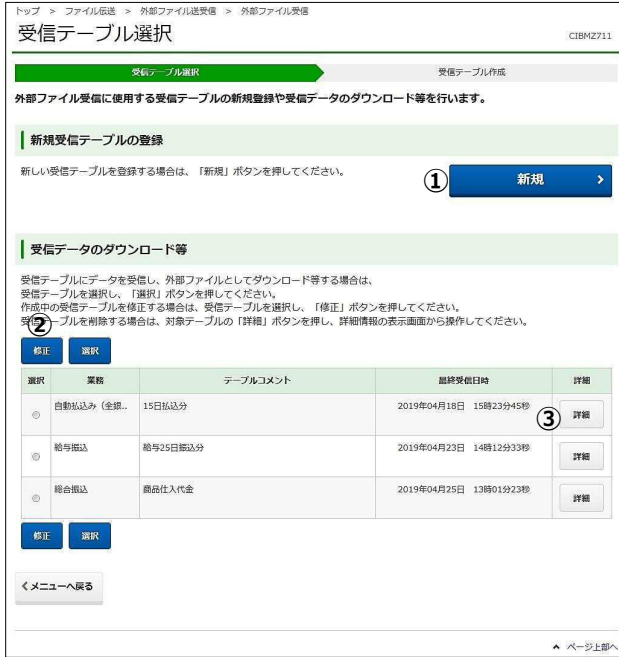 トップ > ファイル伝送 > 外部ファイル送受信 > 外部ファイル受信
受信テーブル選択
CIBMZ711
受信テーブル選択 受信テーブル作成
外部ファイル受信に使用する受信テーブルの新規登録や受信データのダウンロード等を行います。
新規受信テーブルの登録
新しい受信テーブルを登録する場合は、「新規」ボタンを押してください。
① 新規
受信データのダウンロード等
受信テーブルにデータを受信し、外部ファイルとしてダウンロード等する場合は、
受信テーブルを選択し、「選択」ボタンを押してください。
作成中の受信テーブルを修正する場合は、受信テーブルを選択し、「修正」ボタンを押してください。
受信テーブルを削除する場合は、対象テーブルの「詳細」ボタンを押し、詳細情報の表示画面から操作してください。
②
修正 選択
選択 業務 テーブルコメント 最終受信日時 詳細
自動払込み（全銀.. 15日払込分 2019年04月18日 15時23分45秒 ③ 詳細
給与振込 給与25日振込分 2019年04月23日 14時12分33秒 詳細
総合振込 商品仕入代金 2019年04月25日 13時01分23秒 詳細
修正 選択
メニューへ戻る
ページ上部へ